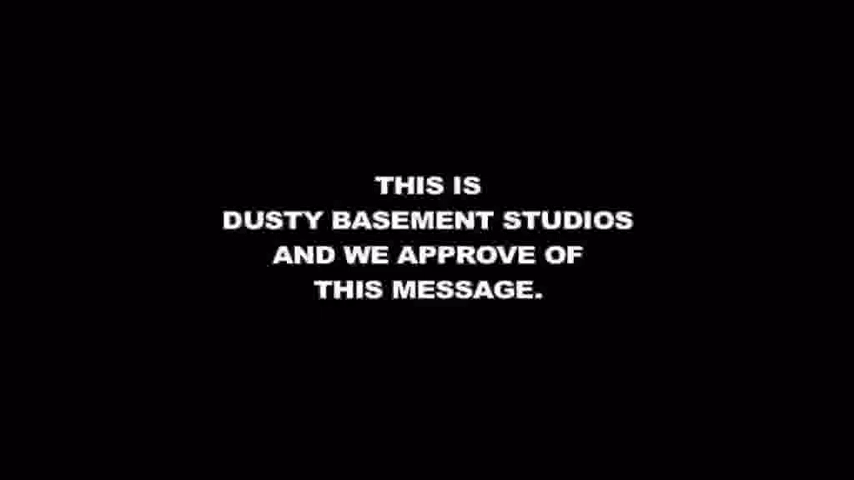 THIS IS
DUSTY BASEMENT STUDIOS
AND WE APPROVE OF
THIS MESSAGE.